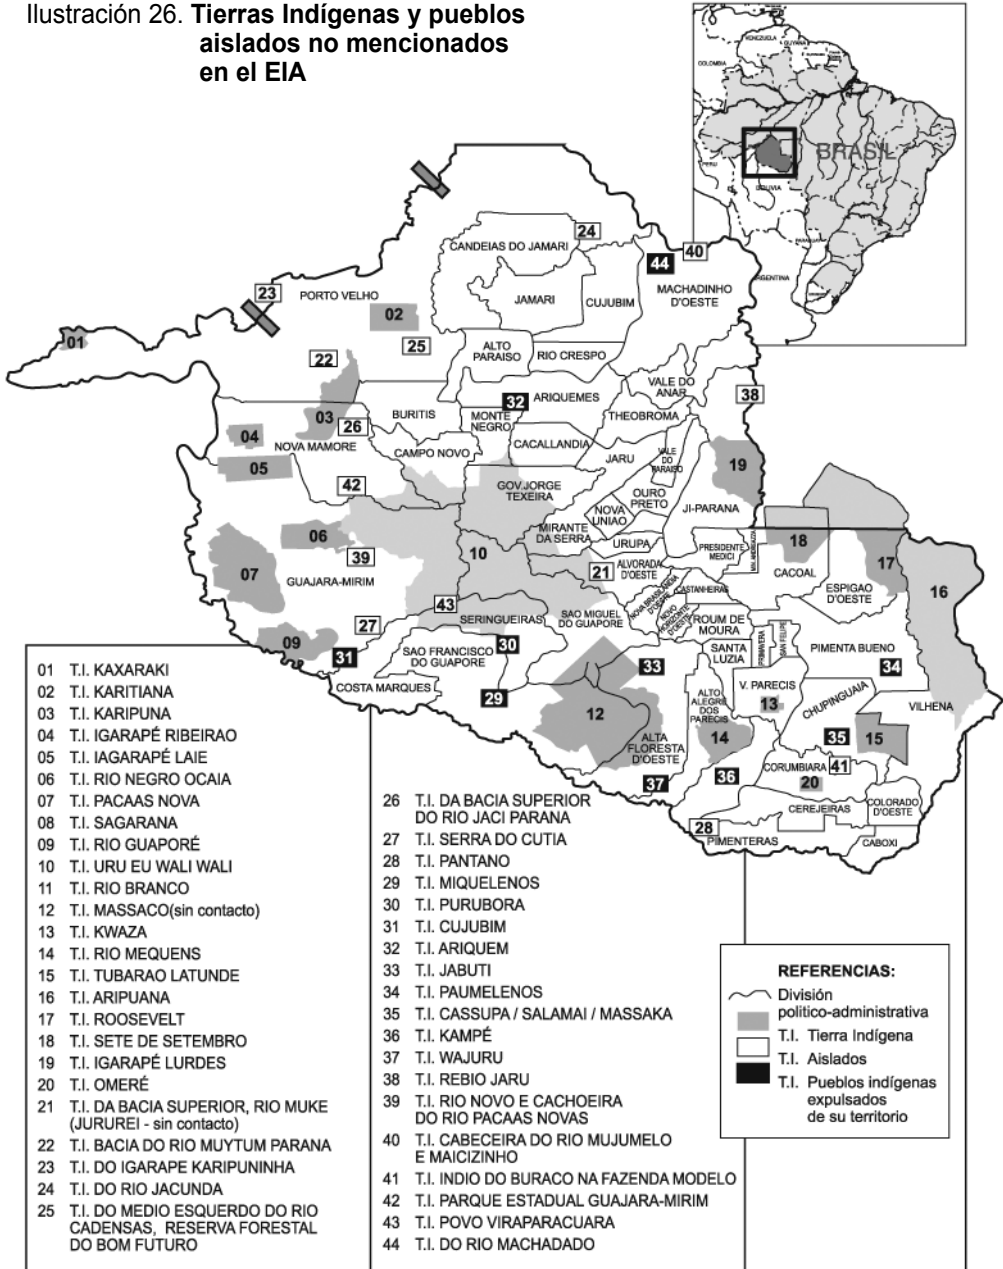 Ilustración 26. Tierras Indígenas y pueblos
aislados no mencionados
en el EIA
VENEZUELA
GUYANA
COLOMBIA
PERU
BRASIL
BOLIVIA
PARAGUAY
ARGENTINA
24
CANDEIAS DO JAMARI
40
44
23
PORTO VELHO
JAMARI
CUJUBIM
MACHADINHO
D'OESTE
02
01
25
ALTO
PARAISO
RIO CRESPO
22
VALE DO
ANAR
38
32
ARIQUEMES
03
26
BURITIS
MONTE
NEGRO
THEOBROMA
04
NOVA MAMORE
CAMPO NOVO
CACALLANDIA
JARU
VALE
DO
PARAISO
05
19
42
GOV.JORGE
TEXEIRA
OURO
PRETO
NOVA
UNIAO
JI-PARANA
06
MIRANTE
DA SERRA
URUPA
PRESIDENTE
MEDICI
MIN. ANDREAZZA
18
17
39
10
CACOAL
07
GUAJARA-MIRIM
21
ALVORADA
D'OESTE
ESPIGAO
D'OESTE
16
43
NOVA BRASILANDIA
D'OESTE
CASTANHEIRAS
NOVO
HORIZONTE
D'OESTE
ROUM DE
MOURA
27
SERINGUEIRAS
SAO MIGUEL
DO GUAPORE
09
31
SAO FRANCISCO
DO GUAPORE
30
SANTA
LUZIA
PRIMAVERA
SAN FELIPE
PIMENTA BUENO
33
34
COSTA MARQUES
29
V. PARECIS
13
CHUPINGUAIA
VILHENA
12
ALTO
ALEGRE
DOS
PARECIS
14
35
15
ALTA
FLORESTA
D'OESTE
37
36
CORUMBIARA
41
20
CEREJEIRAS
COLORADO
D'OESTE
28
PIMENTERAS
CABOXI
01 T.I. KAXARAKI
02 T.I. KARITIANA
03 T.I. KARIPUNA
04 T.I. IGARAPÉ RIBEIRAO
05 T.I. IAGARAPÉ LAIE
06 T.I. RIO NEGRO OCAIA
07 T.I. PACAAS NOVA
08 T.I. SAGARANA
09 T.I. RIO GUAPORÉ
10 T.I. URU EU WALI WALI
11 T.I. RIO BRANCO
12 T.I. MASSACO(sin contacto)
13 T.I. KWAZA
14 T.I. RIO MEQUENS
15 T.I. TUBARAO LATUNDE
16 T.I. ARIPUANA
17 T.I. ROOSEVELT
18 T.I. SETE DE SETEMBRO
19 T.I. IGARAPÉ LURDES
20 T.I. OMERÉ
21 T.I. DA BACIA SUPERIOR, RIO MUKE
(JURUREI - sin contacto)
22 T.I. BACIA DO RIO MUYTUM PARANA
23 T.I. DO IGARAPE KARIPUNINHA
24 T.I. DO RIO JACUNDA
25 T.I. DO MEDIO ESQUERDO DO RIO
CADENSAS, RESERVA FORESTAL
DO BOM FUTURO
26 T.I. DA BACIA SUPERIOR
DO RIO JACI PARANA
27 T.I. SERRA DO CUTIA
28 T.I. PANTANO
29 T.I. MIQUELENOS
30 T.I. PURUBORA
31 T.I. CUJUBIM
32 T.I. ARIQUEM
33 T.I. JABUTI
34 T.I. PAUMELENOS
35 T.I. CASSUPA / SALAMAI / MASSAKA
36 T.I. KAMPÉ
37 T.I. WAJURU
38 T.I. REBIO JARU
39 T.I. RIO NOVO E CACHOEIRA
DO RIO PACAAS NOVAS
40 T.I. CABECEIRA DO RIO MUJUMELO
E MAICIZINHO
41 T.I. INDIO DO BURACO NA FAZENDA MODELO
42 T.I. PARQUE ESTADUAL GUAJARA-MIRIM
43 T.I. POVO VIRAPARACUARA
44 T.I. DO RIO MACHADADO
REFERENCIAS:
División
politico-administrativa
T.I. Tierra Indígena
T.I. Aislados
T.I. Pueblos indígenas
expulsados
de su territorio